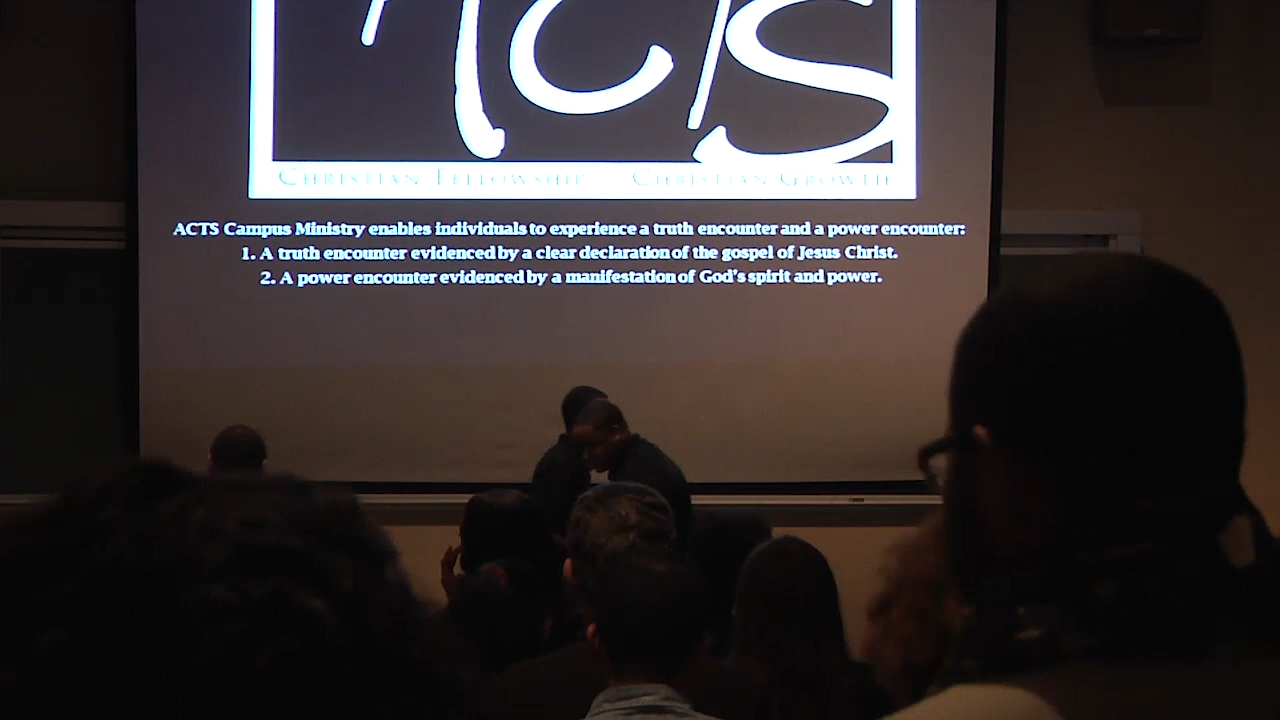 ACTS
CHRISTIAN FELLOWSHIP CHRISTIAN GROWTH
ACTS Campus Ministry enables individuals to experience a truth encounter and a power encounter:
1. A truth encounter evidenced by a clear declaration of the gospel of Jesus Christ.
2. A power encounter evidenced by a manifestation of God's spirit and power.